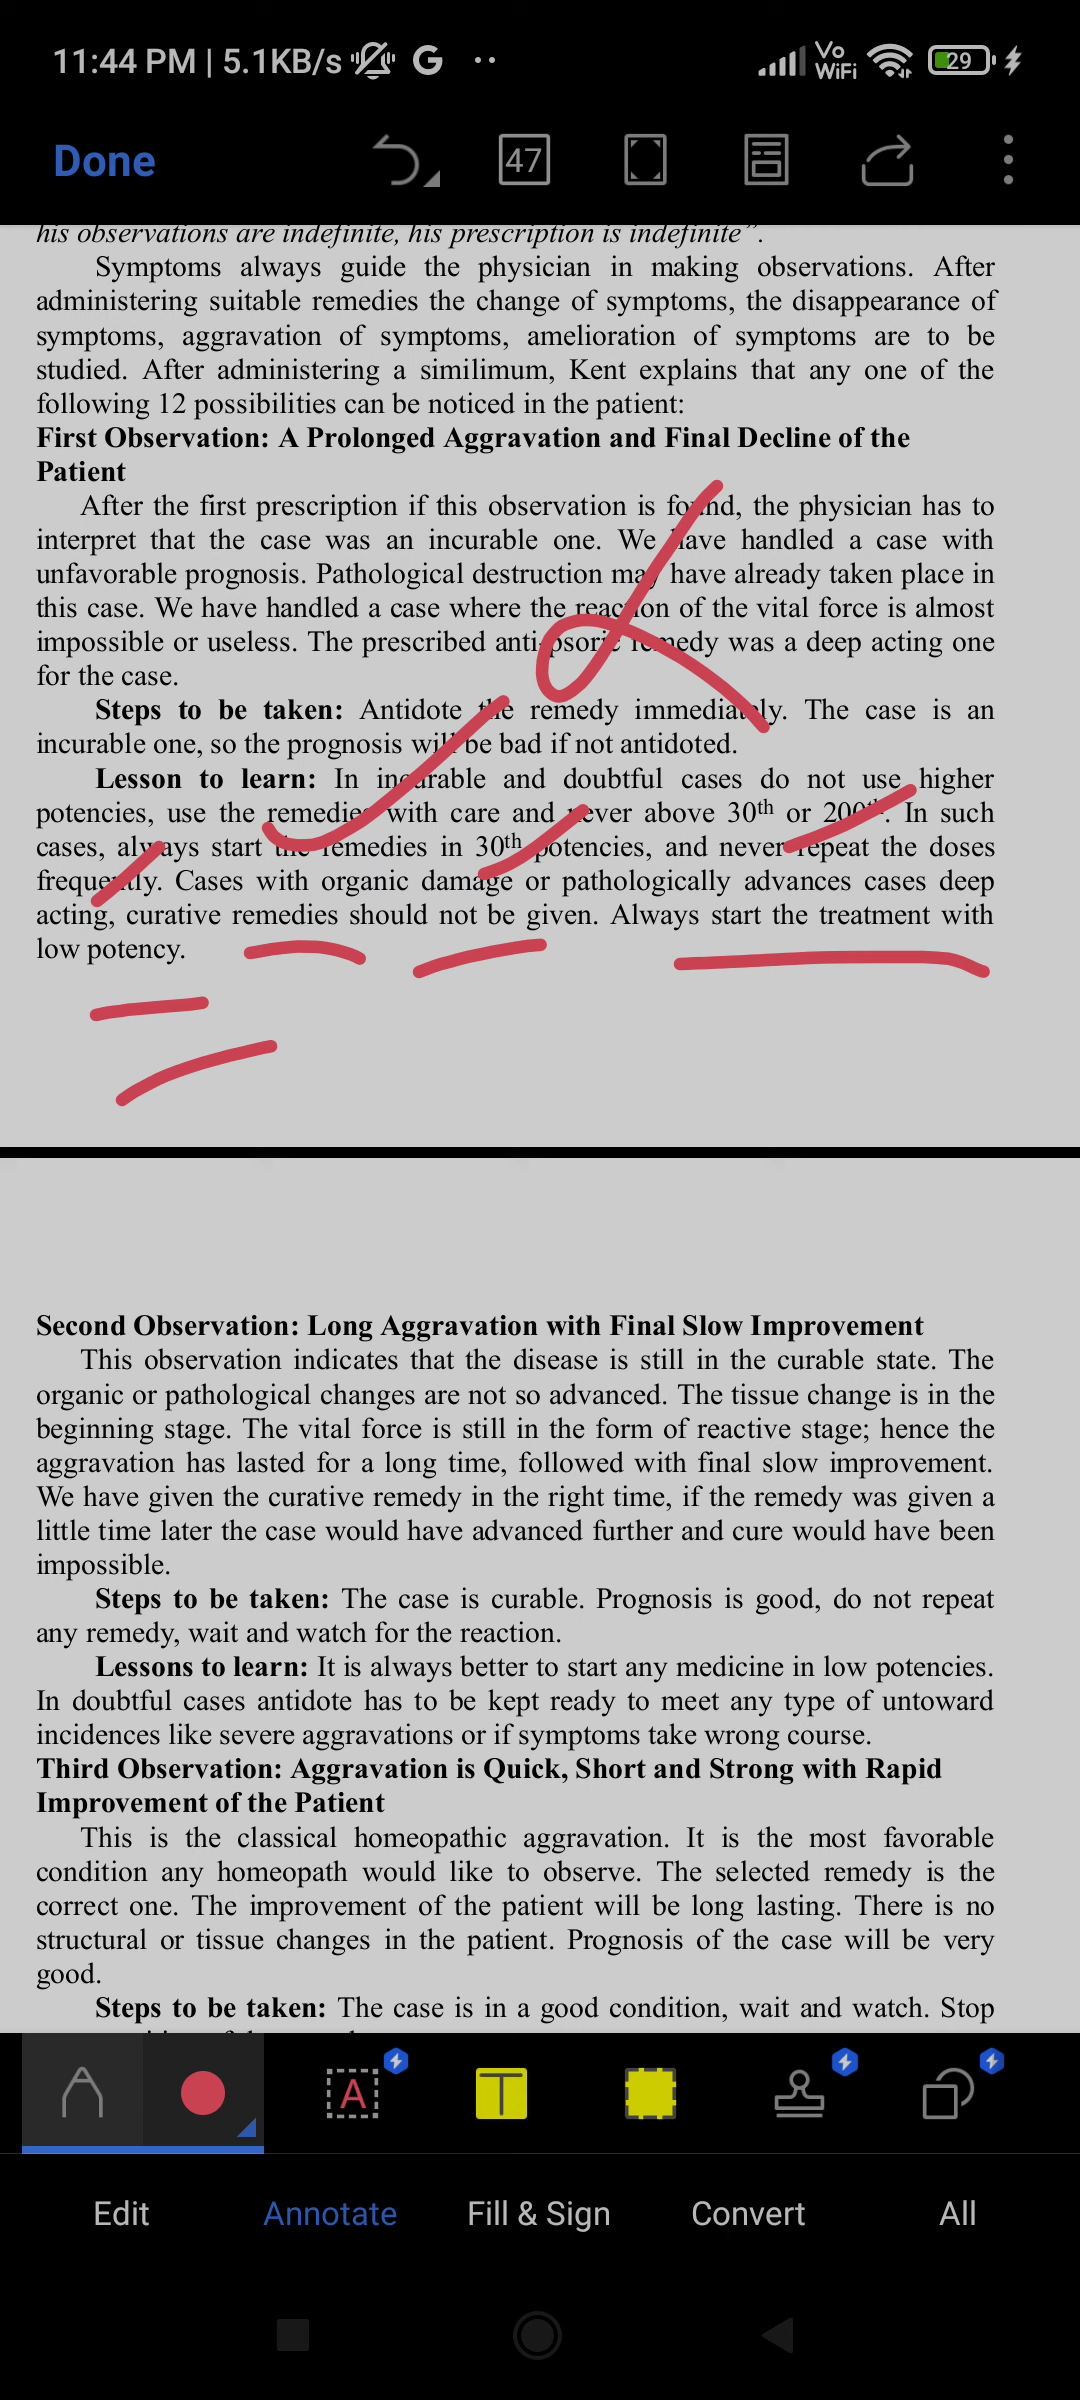 11:44 PM | 5.1KB/s G
Vo
WiFi
29
Done
47
his observations are indefinite, his prescription is indefinite”.
Symptoms always guide the physician in making observations. After
administering suitable remedies the change of symptoms, the disappearance of
symptoms, aggravation of symptoms, amelioration of symptoms are to be
studied. After administering a similimum, Kent explains that any one of the
following 12 possibilities can be noticed in the patient:
First Observation: A Prolonged Aggravation and Final Decline of the
Patient
After the first prescription if this observation is found, the physician has to
interpret that the case was an incurable one. We have handled a case with
unfavorable prognosis. Pathological destruction may have already taken place in
this case. We have handled a case where the reaction of the vital force is almost
impossible or useless. The prescribed anti-psoric remedy was a deep acting one
for the case.
Steps to be taken: Antidote the remedy immediately. The case is an
incurable one, so the prognosis will be bad if not antidoted.
Lesson to learn: In incurable and doubtful cases do not use higher
potencies, use the remedies with care and never above 30th or 200th. In such
cases, always start the remedies in 30th potencies, and never repeat the doses
frequently. Cases with organic damage or pathologically advances cases deep
acting, curative remedies should not be given. Always start the treatment with
low potency.
Second Observation: Long Aggravation with Final Slow Improvement
This observation indicates that the disease is still in the curable state. The
organic or pathological changes are not so advanced. The tissue change is in the
beginning stage. The vital force is still in the form of reactive stage; hence the
aggravation has lasted for a long time, followed with final slow improvement.
We have given the curative remedy in the right time, if the remedy was given a
little time later the case would have advanced further and cure would have been
impossible.
Steps to be taken: The case is curable. Prognosis is good, do not repeat
any remedy, wait and watch for the reaction.
Lessons to learn: It is always better to start any medicine in low potencies.
In doubtful cases antidote has to be kept ready to meet any type of untoward
incidences like severe aggravations or if symptoms take wrong course.
Third Observation: Aggravation is Quick, Short and Strong with Rapid
Improvement of the Patient
This is the classical homeopathic aggravation. It is the most favorable
condition any homeopath would like to observe. The selected remedy is the
correct one. The improvement of the patient will be long lasting. There is no
structural or tissue changes in the patient. Prognosis of the case will be very
good.
Steps to be taken: The case is in a good condition, wait and watch. Stop
A
T
Edit
Annotate
Fill & Sign
Convert
All